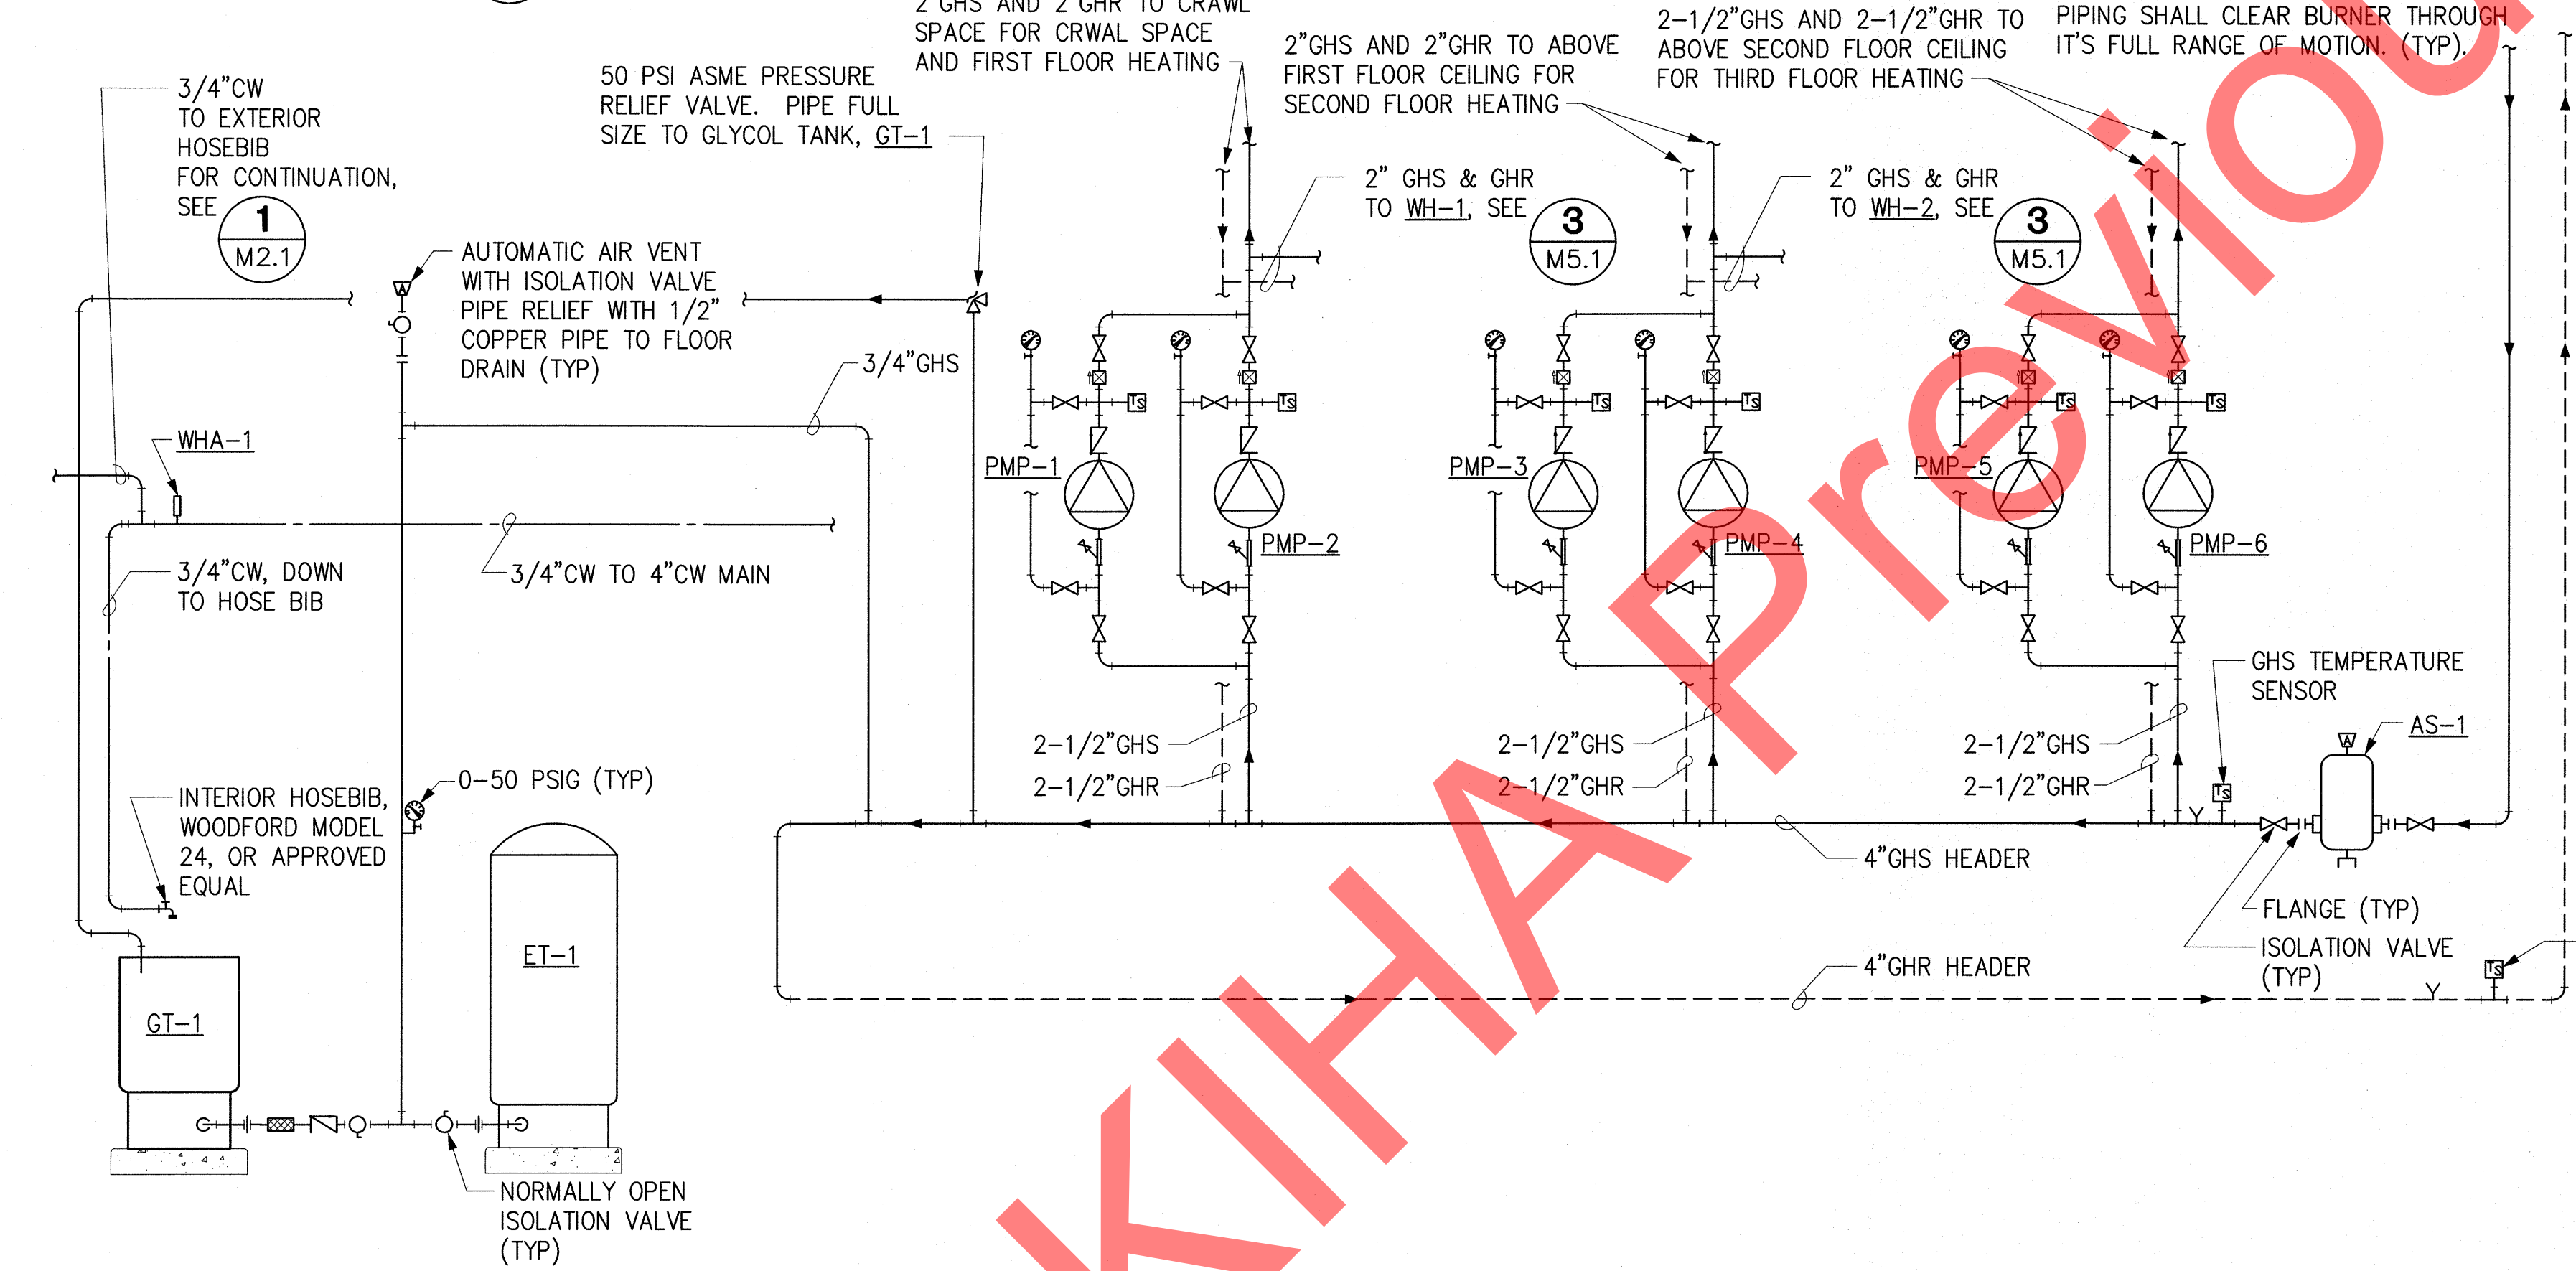 2"GHS AND 2"GHR TO CRAWL
SPACE FOR CRWAL SPACE
AND FIRST FLOOR HEATING
2"GHS AND 2"GHR TO ABOVE
FIRST FLOOR CEILING FOR
SECOND FLOOR HEATING
2-1/2"GHS AND 2-1/2"GHR TO
ABOVE SECOND FLOOR CEILING
FOR THIRD FLOOR HEATING
PIPING SHALL CLEAR BURNER THROUGH
IT'S FULL RANGE OF MOTION. (TYP).
3/4"CW
TO EXTERIOR
HOSEBIB
FOR CONTINUATION,
SEE
1
M2.1
50 PSI ASME PRESSURE
RELIEF VALVE. PIPE FULL
SIZE TO GLYCOL TANK, GT-1
2" GHS & GHR
TO WH-1, SEE
3
M5.1
2" GHS & GHR
TO WH-2, SEE
3
M5.1
A
AUTOMATIC AIR VENT
WITH ISOLATION VALVE
PIPE RELIEF WITH 1/2"
COPPER PIPE TO FLOOR
DRAIN (TYP)
3/4"GHS
WHA-1
Ts
Ts
Ts
Ts
Ts
Ts
PMP-1
PMP-3
PMP-5
PMP-2
PMP-4
PMP-6
3/4"CW, DOWN
TO HOSE BIB
3/4"CW TO 4"CW MAIN
GHS TEMPERATURE
SENSOR
AS-1
A
Ts
2-1/2"GHS
2-1/2"GHR
2-1/2"GHS
2-1/2"GHR
2-1/2"GHS
2-1/2"GHR
0-50 PSIG (TYP)
INTERIOR HOSEBIB,
WOODFORD MODEL
24, OR APPROVED
EQUAL
4"GHS HEADER
FLANGE (TYP)
ISOLATION VALVE
(TYP)
ET-1
4"GHR HEADER
Ts
GT-1
NORMALLY OPEN
ISOLATION VALVE
(TYP)
KIHA Previou